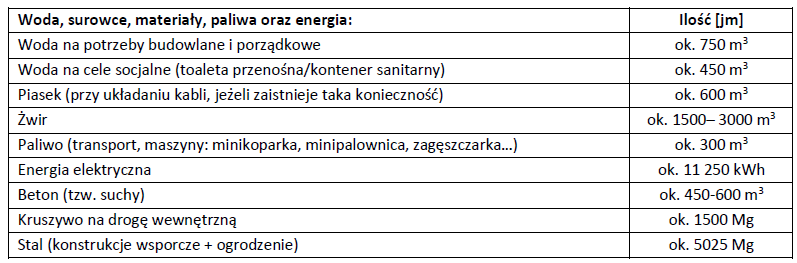 Woda, surowce, materiały, paliwa oraz energia: Ilość [jm]
Woda na potrzeby budowlane i porządkowe ok. 750 m³
Woda na cele socjalne (toaleta przenośna/kontener sanitarny) ok. 450 m³
Piasek (przy układaniu kabli, jeżeli zaistnieje taka konieczność) ok. 600 m³
Żwir ok. 1500– 3000 m³
Paliwo (transport, maszyny: minikoparka, minipalownica, zagęszczarka…) ok. 300 m³
Energia elektryczna ok. 11 250 kWh
Beton (tzw. suchy) ok. 450-600 m³
Kruszywo na drogę wewnętrzną ok. 1500 Mg
Stal (konstrukcje wsporcze + ogrodzenie) ok. 5025 Mg